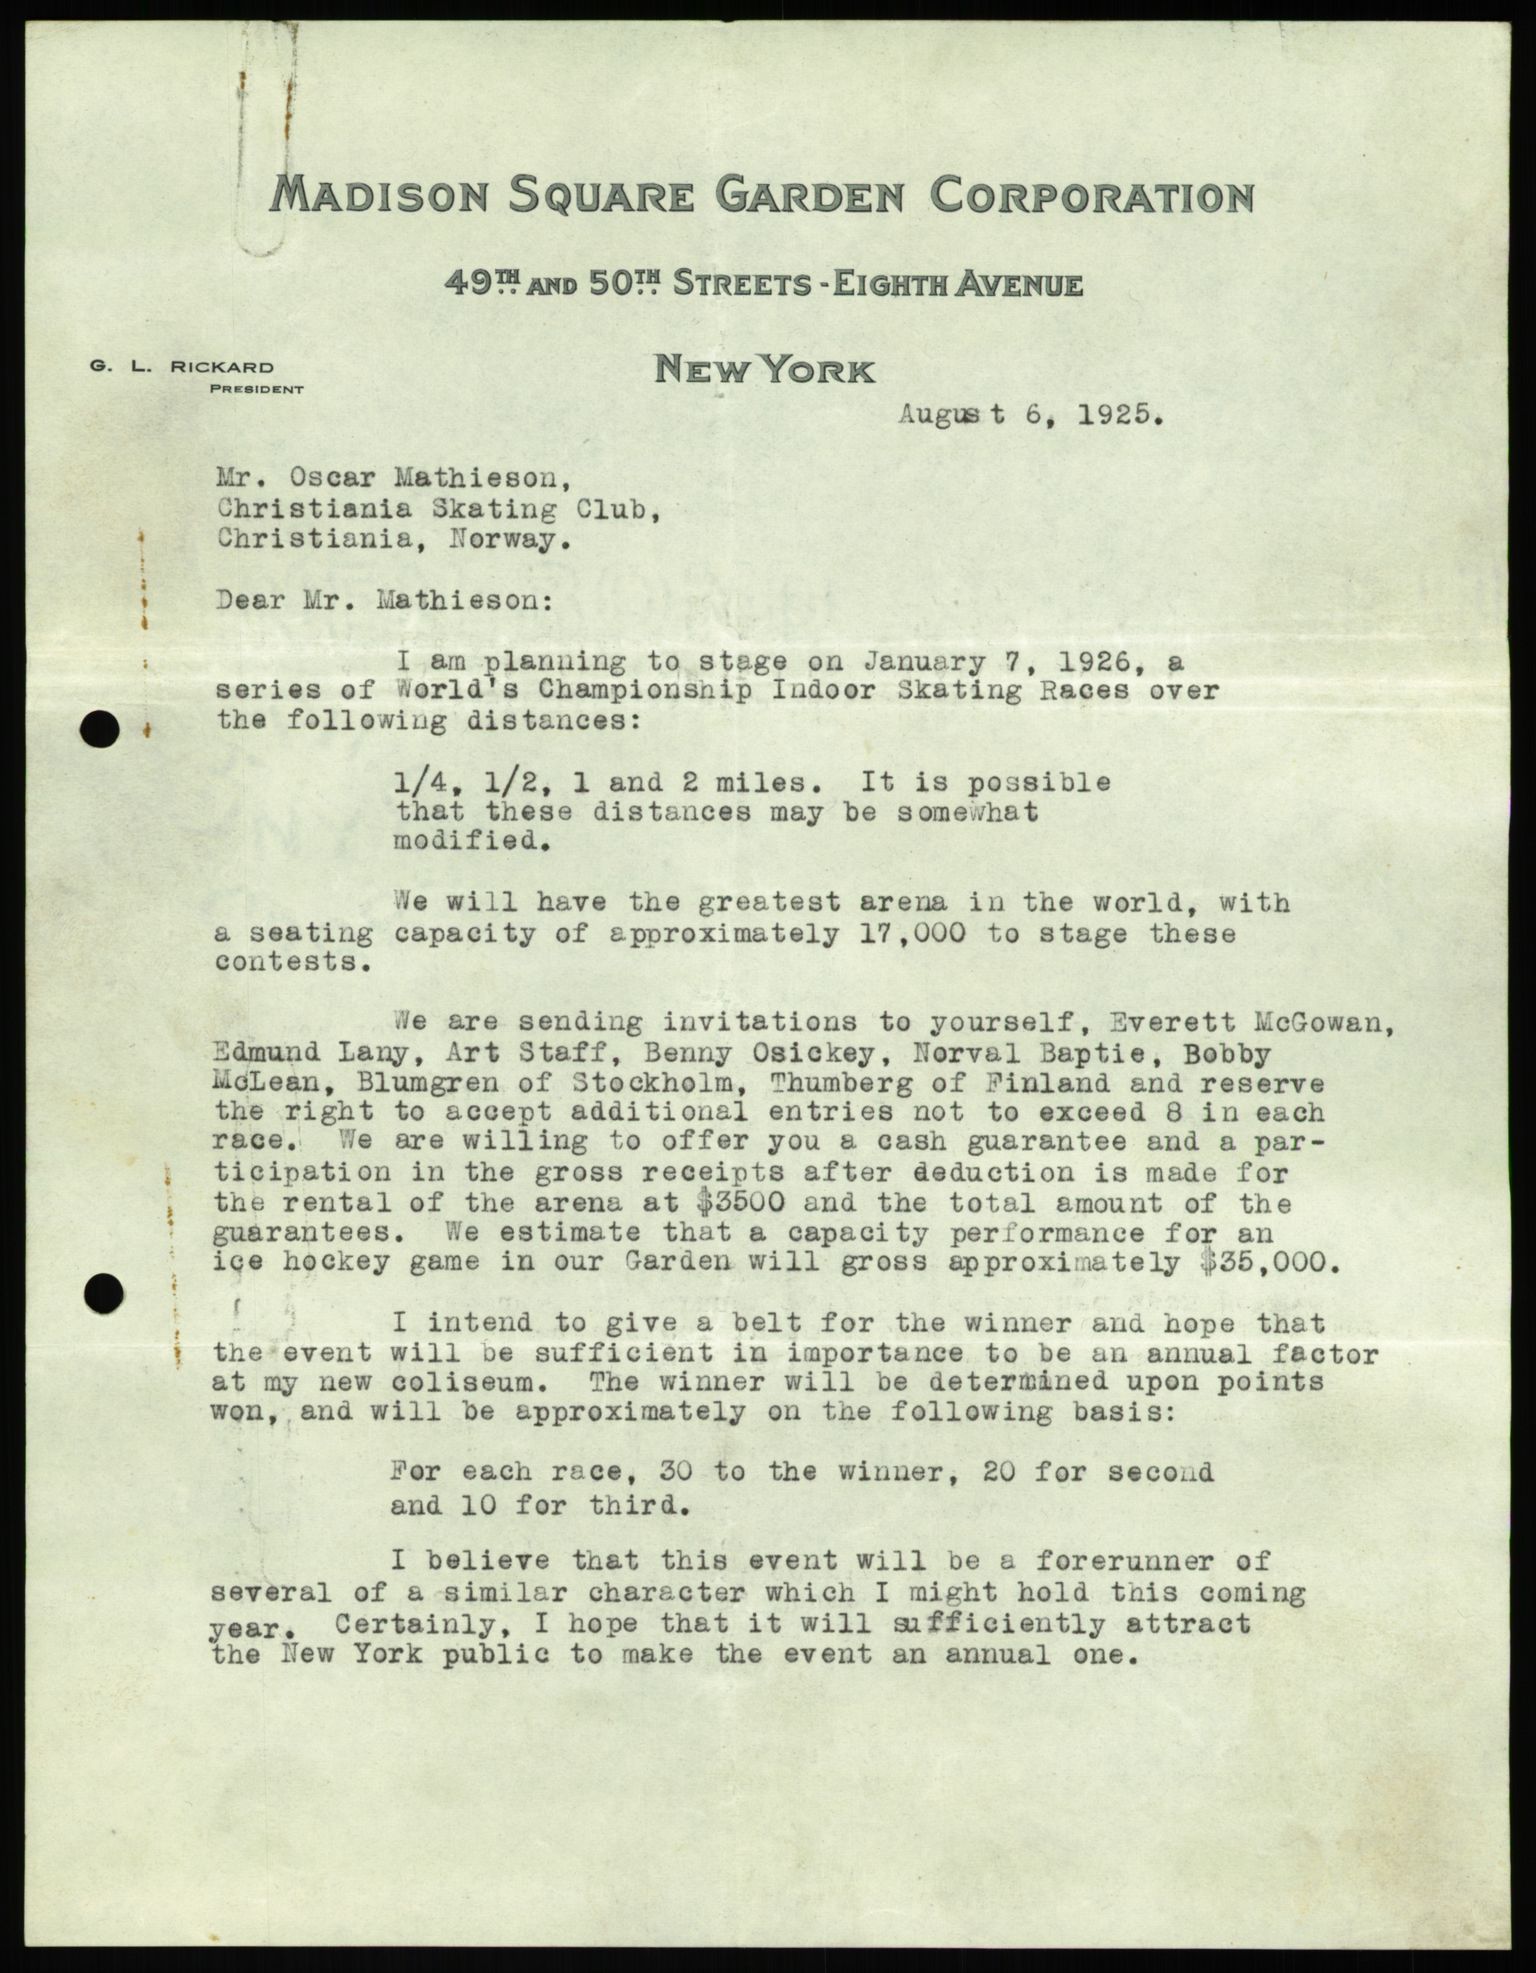 MADISON SQUARE GARDEN CORPORATION
49TH AND 50TH STREETS - EIGHTH AVENUE
G. L. RICKARD
PRESIDENT
NEW YORK
August 6, 1925.
Mr. Oscar Mathieson,
Christiania Skating Club,
Christiania, Norway.
Dear Mr. Mathieson:
I am planning to stage on January 7, 1926, a
series of World's Championship Indoor Skating Races over
the following distances:
1/4, 1/2, 1 and 2 miles. It is possible
that these distances may be somewhat
modified.
We will have the greatest arena in the world, with
a seating capacity of approximately 17,000 to stage these
contests.
We are sending invitations to yourself, Everett McGowan,
Edmund Lany, Art Staff, Benny Osickey, Norval Baptie, Bobby
McLean, Blumgren of Stockholm, Thumberg of Finland and reserve
the right to accept additional entries not to exceed 8 in each
race. We are willing to offer you a cash guarantee and a par-
ticipation in the gross receipts after deduction is made for
the rental of the arena at $3500 and the total amount of the
guarantees. We estimate that a capacity performance for an
ice hockey game in our Garden will gross approximately $35,000.
I intend to give a belt for the winner and hope that
the event will be sufficient in importance to be an annual factor
at my new coliseum. The winner will be determined upon points
won, and will be approximately on the following basis:
For each race, 30 to the winner, 20 for second
and 10 for third.
I believe that this event will be a forerunner of
several of a similar character which I might hold this coming
year. Certainly, I hope that it will sufficiently attract
the New York public to make the event an annual one.